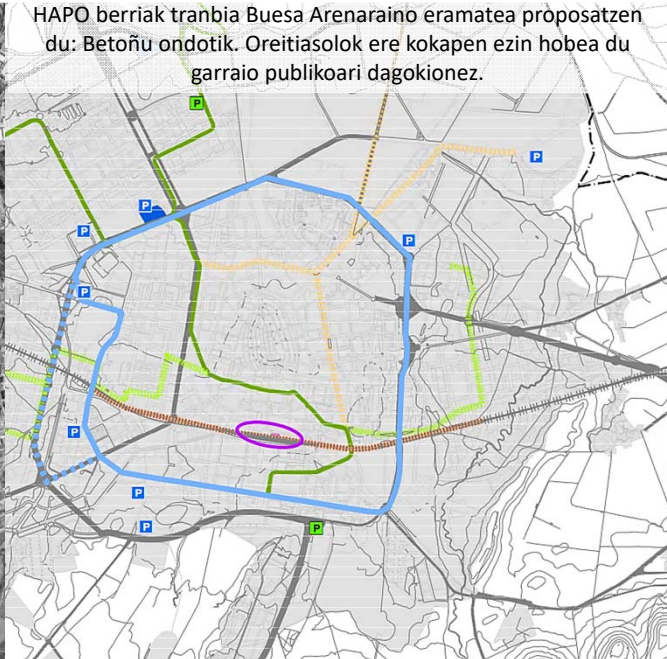 HAPO berriak tranbia Buesa Arenaraino eramatea proposatzen
du: Betoñu ondotik. Oreitiasolok ere kokapen ezin hobea du
garraio publikoari dagokionez.
P
P
P
P
P
P
P
P
P
P